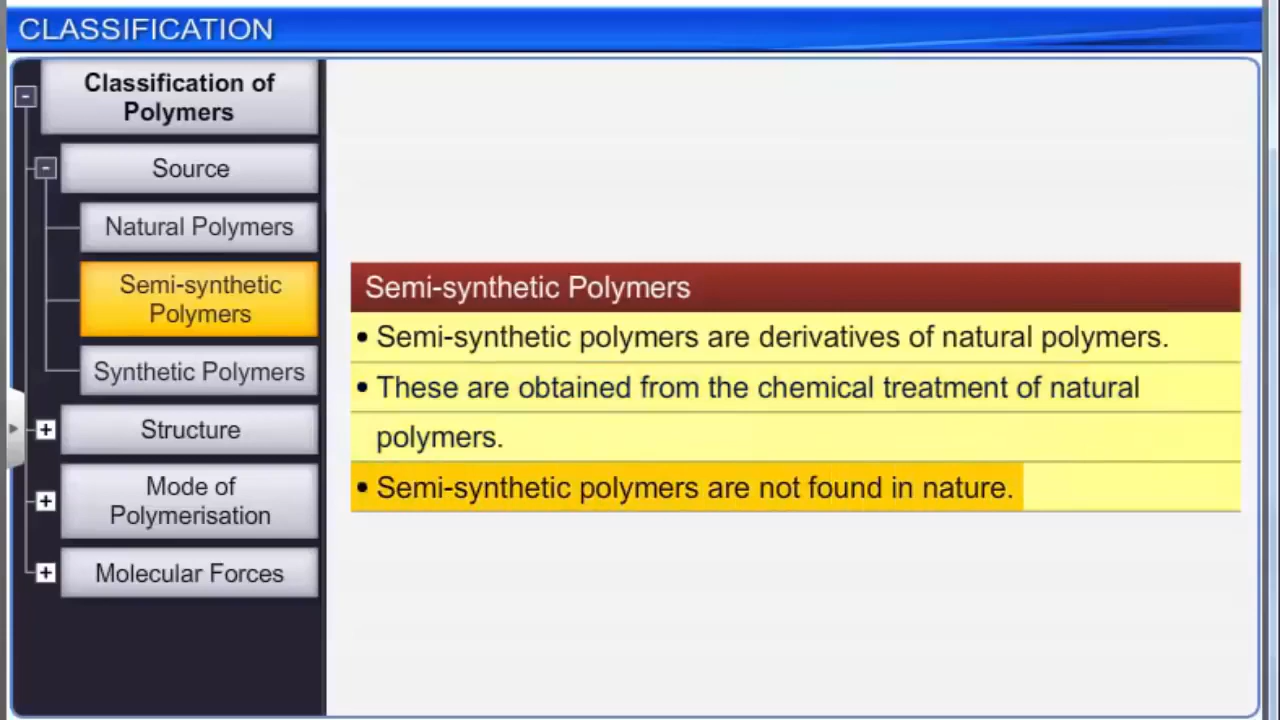 CLASSIFICATION
Classification of
Polymers
Source
Natural Polymers
Semi-synthetic
Polymers
Synthetic Polymers
Structure
Mode of
Polymerisation
Molecular Forces
Semi-synthetic Polymers
• Semi-synthetic polymers are derivatives of natural polymers.
• These are obtained from the chemical treatment of natural
polymers.
• Semi-synthetic polymers are not found in nature.